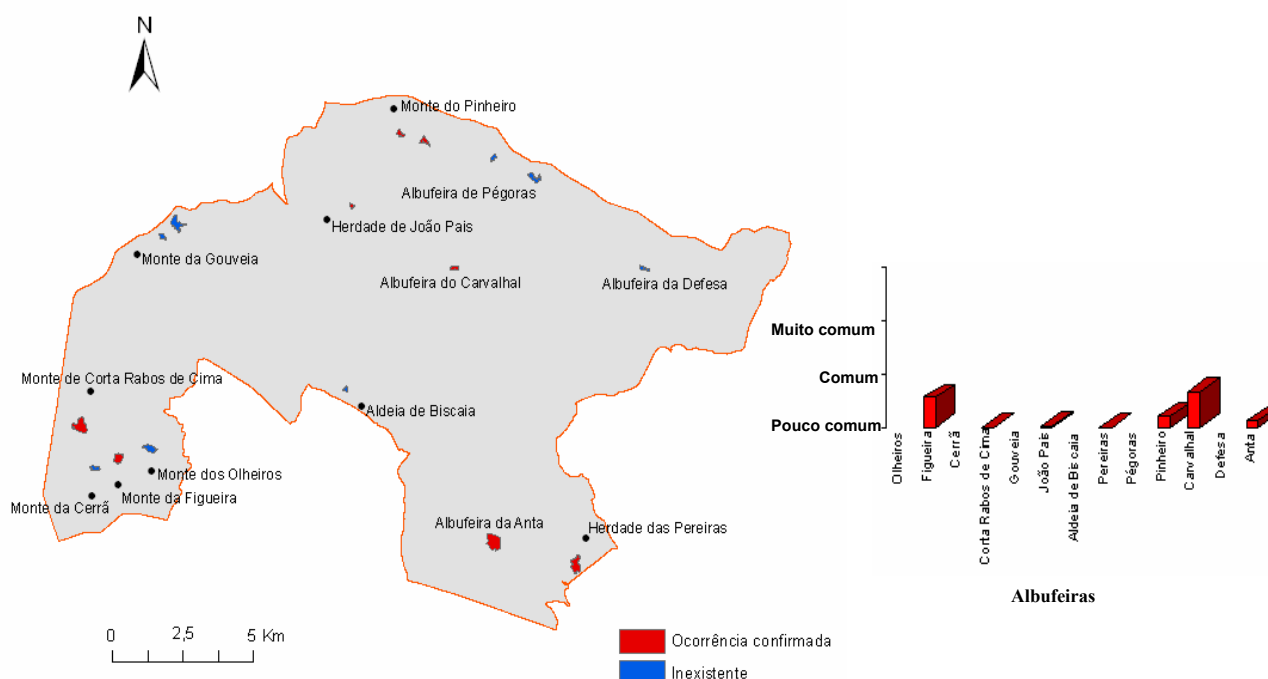 N
Monte do Pinheiro
Albufeira de Pégoras
Herdade de João Pais
Monte da Gouveia
Albufeira do Carvalhal
Albufeira da Defesa
Monte de Corta Rabos de Cima
Aldeia de Biscaia
Monte dos Olheiros
Monte da Figueira
Monte da Cerrã
Albufeira da Anta
Herdade das Pereiras
0 2,5 5 Km
Ocorrência confirmada
Inexistente
Muito comum
Comum
Pouco comum
Olheiros
Figueira
Cerrã
Corta Rabos de Cima
Gouveia
João Pais
Aldeia de Biscaia
Pereiras
Pégoras
Pinheiro
Carvalhal
Defesa
Anta
Albufeiras